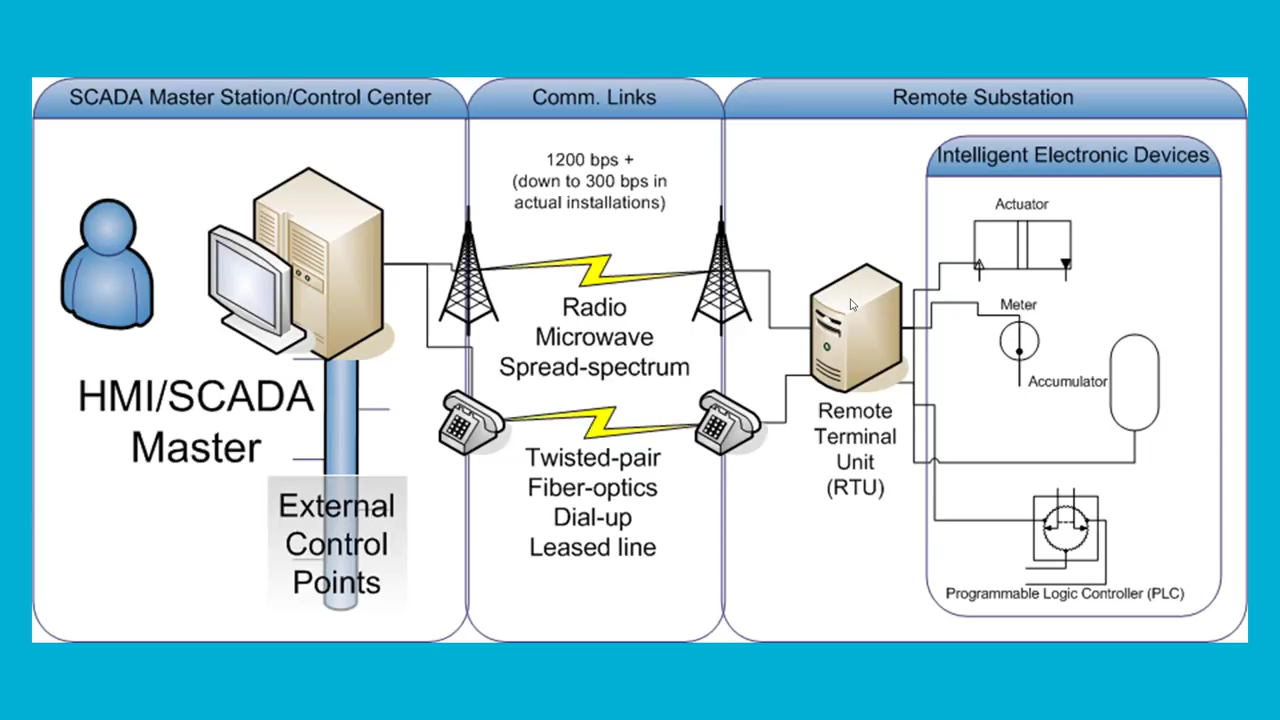 SCADA Master Station/Control Center
Comm. Links
Remote Substation
1200 bps +
(down to 300 bps in
actual installations)
Intelligent Electronic Devices
Actuator
Radio
Microwave
Spread-spectrum
Meter
Accumulator
HMI/SCADA
Master
Remote
Terminal
Unit
(RTU)
Twisted-pair
Fiber-optics
Dial-up
Leased line
External
Control
Points
Programmable Logic Controller (PLC)